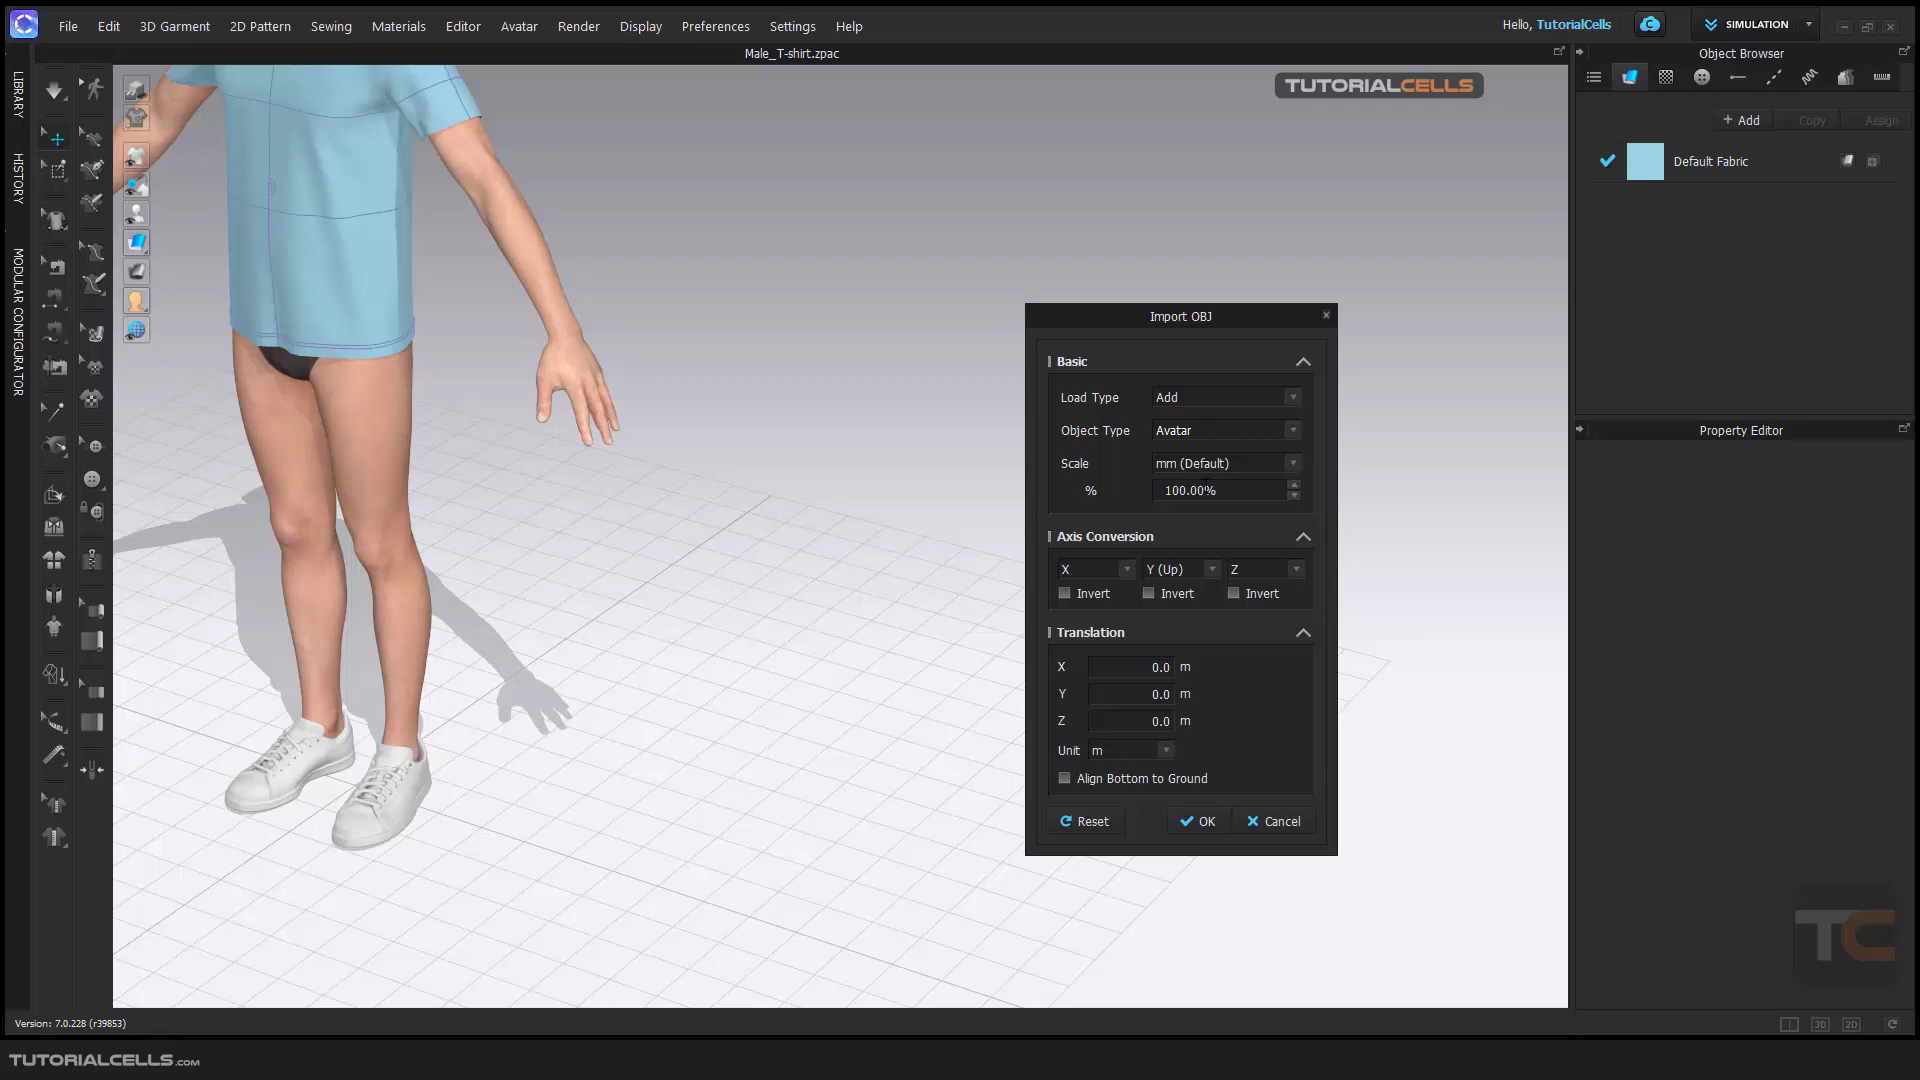 File Edit 3D Garment 2D Pattern Sewing Materials Editor Avatar Render Display Preferences Settings Help
Hello, TutorialCells
SIMULATION
Male_T-shirt.zpac
Object Browser
LIBRARY
HISTORY
MODULAR CONFIGURATOR
TUTORIALCELLS
+ Add Copy Assign
Default Fabric
Property Editor
Import OBJ
Basic
Load Type Add
Object Type Avatar
Scale mm (Default)
% 100.00%
Axis Conversion
X Y (Up) Z
Invert Invert Invert
Translation
X 0.0 m
Y 0.0 m
Z 0.0 m
Unit m
Align Bottom to Ground
Reset OK Cancel
TC
Version: 7.0.228 (r39853)
3D 2D
TUTORIALCELLS.com